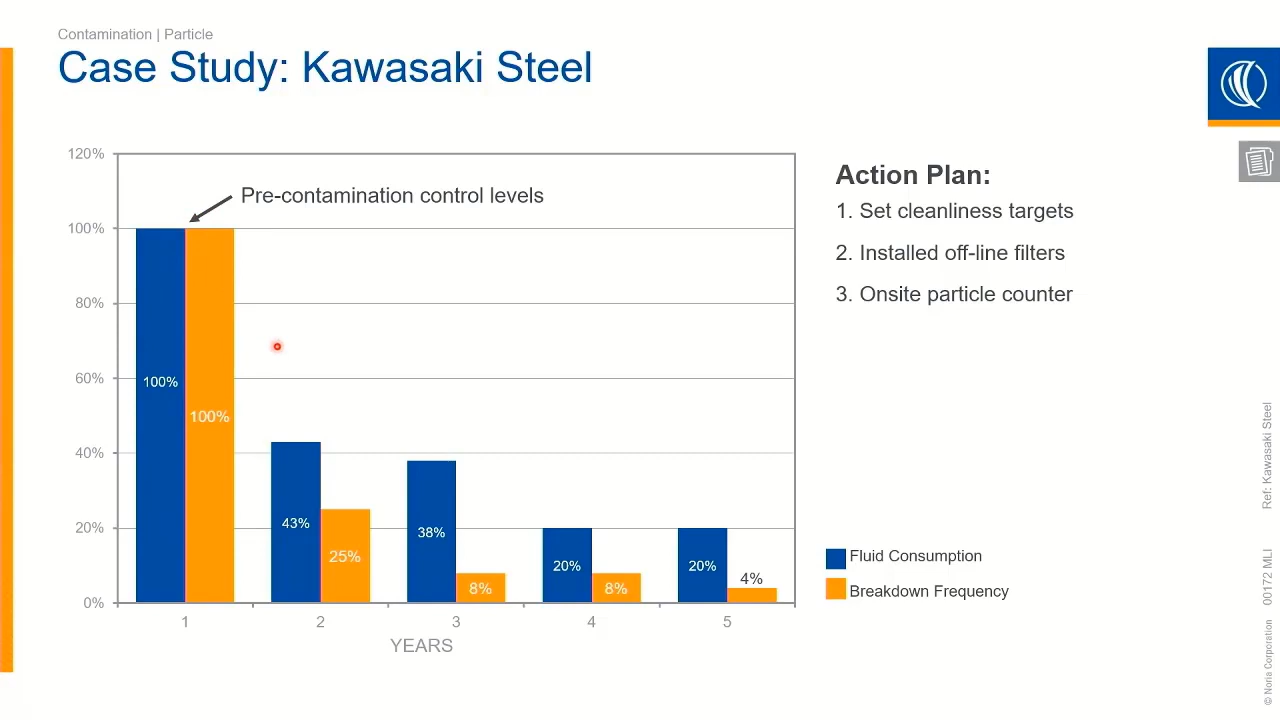 Contamination | Particle
Case Study: Kawasaki Steel
120%
100%
80%
60%
40%
20%
0%
Pre-contamination control levels
100%
100%
43%
25%
38%
8%
20%
8%
20%
4%
1
2
3
4
5
YEARS
Action Plan:
1. Set cleanliness targets
2. Installed off-line filters
3. Onsite particle counter
Fluid Consumption
Breakdown Frequency
Ref: Kawasaki Steel
00172 MLI
© Noria Corporation